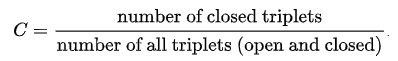 C = number of closed triplets / number of all triplets (open and closed) .